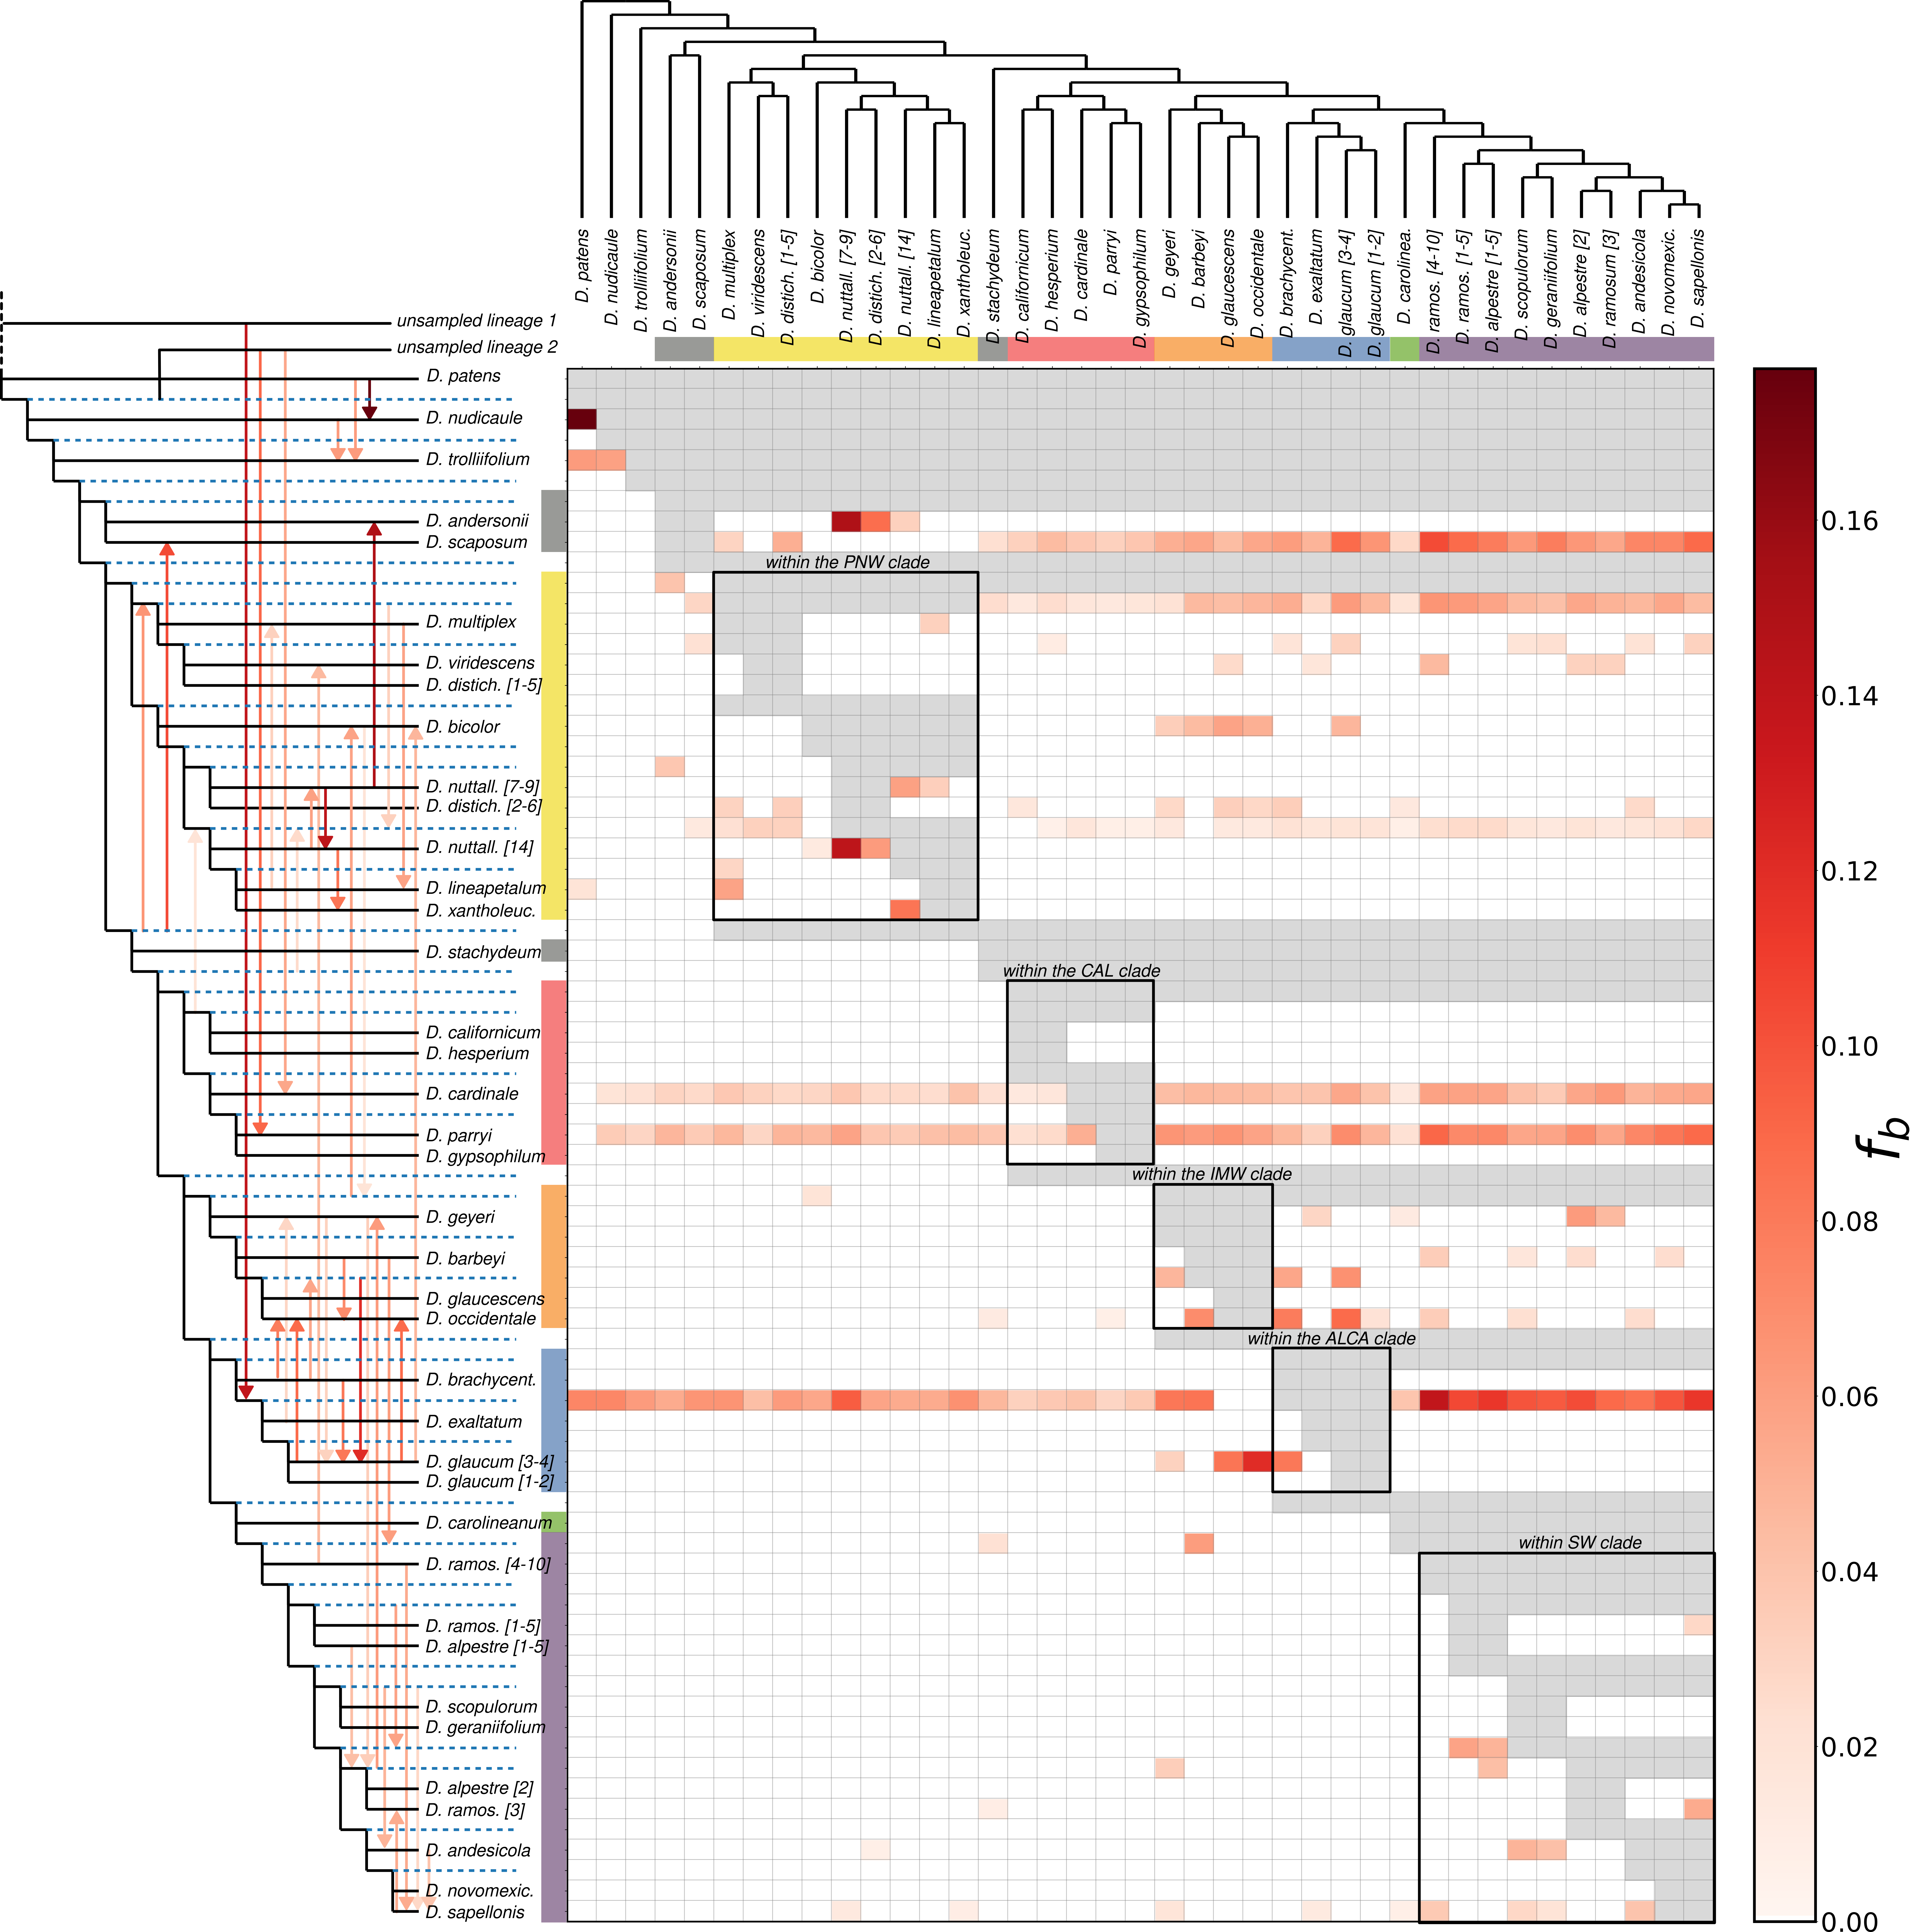 D. patens
D. nudicaule
D. trolliifolium
D. andersonii
D. scaposum
D. multiplex
D. viridescens
D. distich. [1-5]
D. bicolor
D. nuttall. [7-9]
D. distich. [2-6]
D. nuttall. [14]
D. lineapetalum
D. xantholeuc.
D. stachydeum
D. californicum
D. hesperium
D. cardinale
D. parryi
D. gypsophilum
D. geyeri
D. barbeyi
D. glaucescens
D. occidentale
D. brachycent.
D. exaltatum
D. glaucum [3-4]
D. glaucum [1-2]
D. carolinea.
D. ramos. [4-10]
D. ramos. [1-5]
D. alpestre [1-5]
D. scopulorum
D. geraniifolium
D. alpestre [2]
D. ramosum [3]
D. andesicola
D. novomexic.
D. sapellonis
unsampled lineage 1
unsampled lineage 2
D. patens
D. nudicaule
D. trolliifolium
D. andersonii
D. scaposum
D. multiplex
D. viridescens
D. distich. [1-5]
D. bicolor
D. nuttall. [7-9]
D. distich. [2-6]
D. nuttall. [14]
D. lineapetalum
D. xantholeuc.
D. stachydeum
D. californicum
D. hesperium
D. cardinale
D. parryi
D. gypsophilum
D. geyeri
D. barbeyi
D. glaucescens
D. occidentale
D. brachycent.
D. exaltatum
D. glaucum [3-4]
D. glaucum [1-2]
D. carolineanum
D. ramos. [4-10]
D. ramos. [1-5]
D. alpestre [1-5]
D. scopulorum
D. geraniifolium
D. alpestre [2]
D. ramos. [3]
D. andesicola
D. novomexic.
D. sapellonis
within the PNW clade
within the CAL clade
within the IMW clade
within the ALCA clade
within SW clade
0.16
0.14
0.12
0.10
0.08
0.06
0.04
0.02
0.00
fb